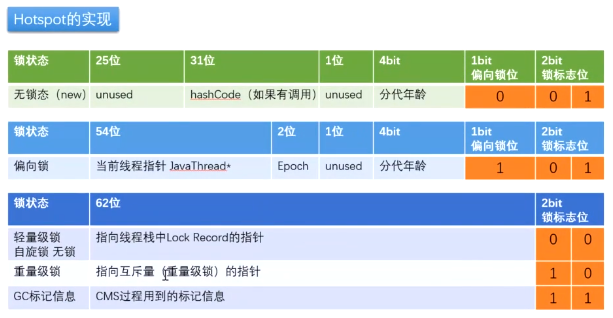 Hotspot的实现
锁状态 25位 31位 1位 4bit 1bit 偏向锁位 2bit 锁标志位
无锁态（new） unused hashCode（如果有调用） unused 分代年龄 0 0 1
锁状态 54位 2位 1位 4bit 1bit 偏向锁位 2bit 锁标志位
偏向锁 当前线程指针 JavaThread* Epoch unused 分代年龄 1 0 1
锁状态 62位 2bit 锁标志位
轻量级锁 自旋锁 无锁 指向线程栈中Lock Record的指针 0 0
重量级锁 指向互斥量（重量级锁）的指针 1 0
GC标记信息 CMS过程用到的标记信息 1 1